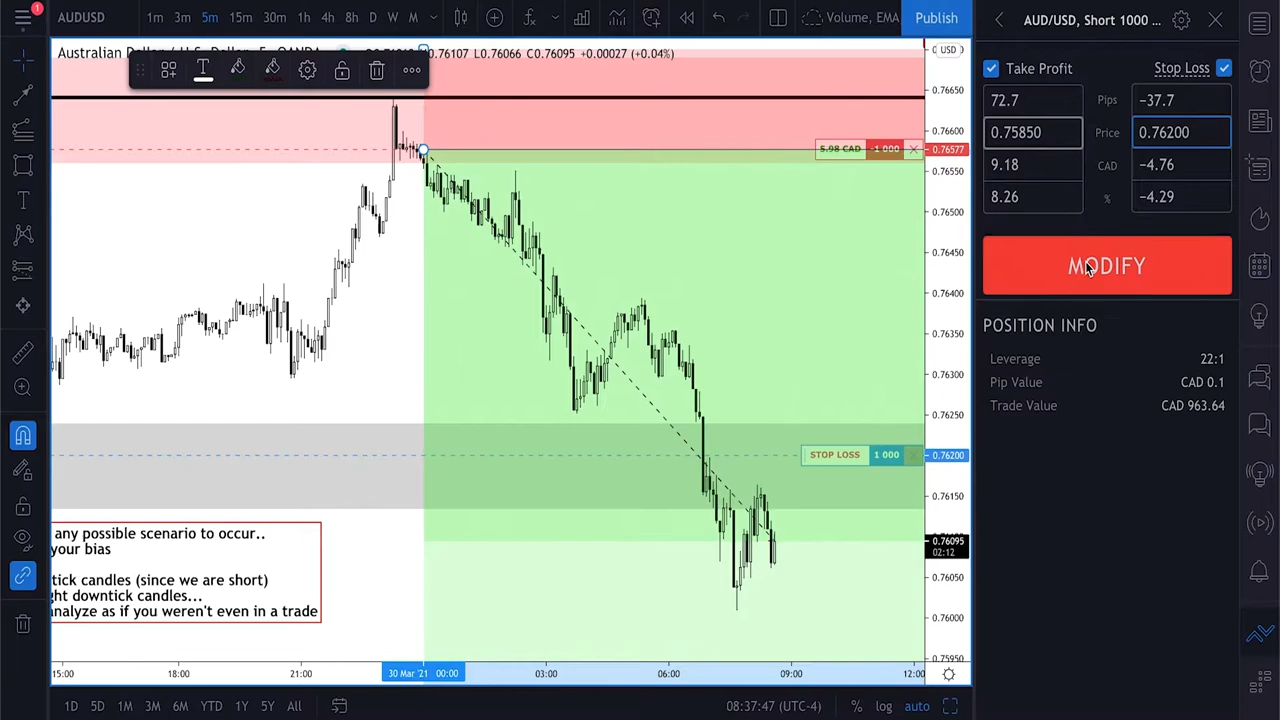 1
AUDUSD 1m 3m 5m 15m 30m 1h 4h 8h D W M Volume, EMA Publish
AUD/USD, Short 1000 ...
0.76107 L0.76066 C0.76095 +0.00027 (+0.04%)
USD
0.76650
0.76600
5.98 CAD -1 000 0.76577
0.76550
0.76500
0.76450
0.76400
0.76350
0.76300
0.76250
STOP LOSS 1 000 0.76200
0.76150
0.76095
02:12
0.76050
0.76000
0.75950
any possible scenario to occur..
your bias
tick candles (since we are short)
ht downtick candles...
analyze as if you weren't even in a trade
15:00 18:00 21:00 30 Mar '21 00:00 03:00 06:00 09:00 12:00
1D 5D 1M 3M 6M YTD 1Y 5Y All 08:37:47 (UTC-4) % log auto
Take Profit Stop Loss
72.7 Pips −37.7
0.75850 Price 0.76200
9.18 CAD −4.76
8.26 % −4.29
MODIFY
POSITION INFO
Leverage 22:1
Pip Value CAD 0.1
Trade Value CAD 963.64